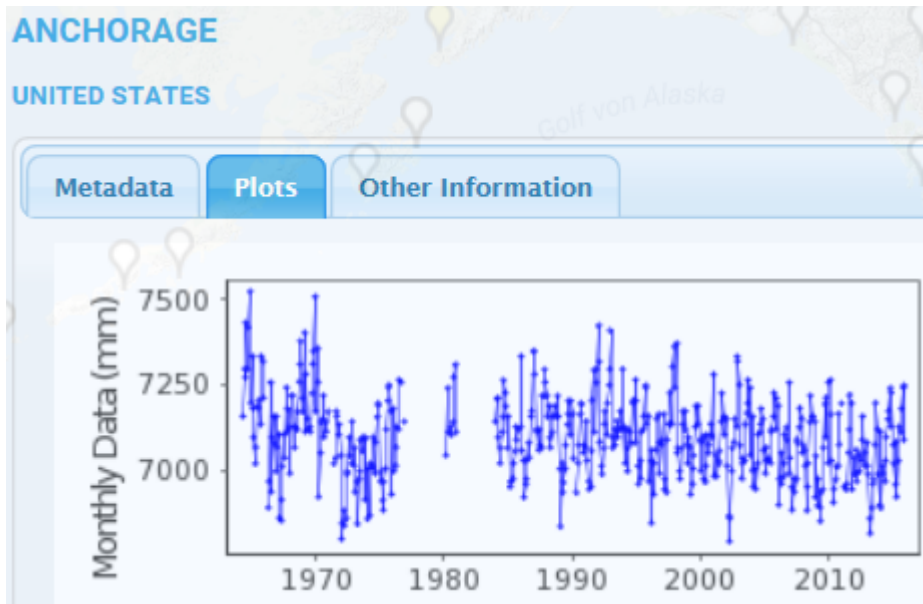 ANCHORAGE
UNITED STATES
Golf von Alaska
Metadata Plots Other Information
Monthly Data (mm)
7500
7250
7000
1970 1980 1990 2000 2010